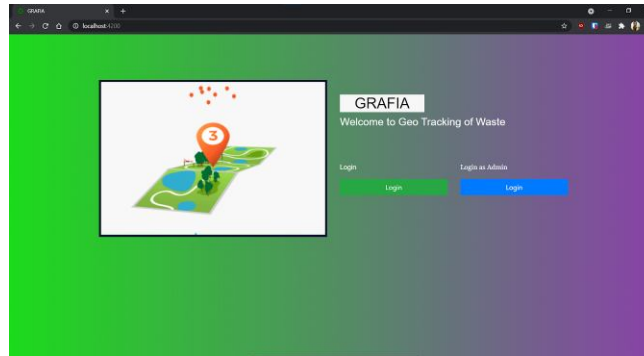 GRAFIA
localhost:4200
3
GRAFIA
Welcome to Geo Tracking of Waste
Login
Login as Admin
Login
Login